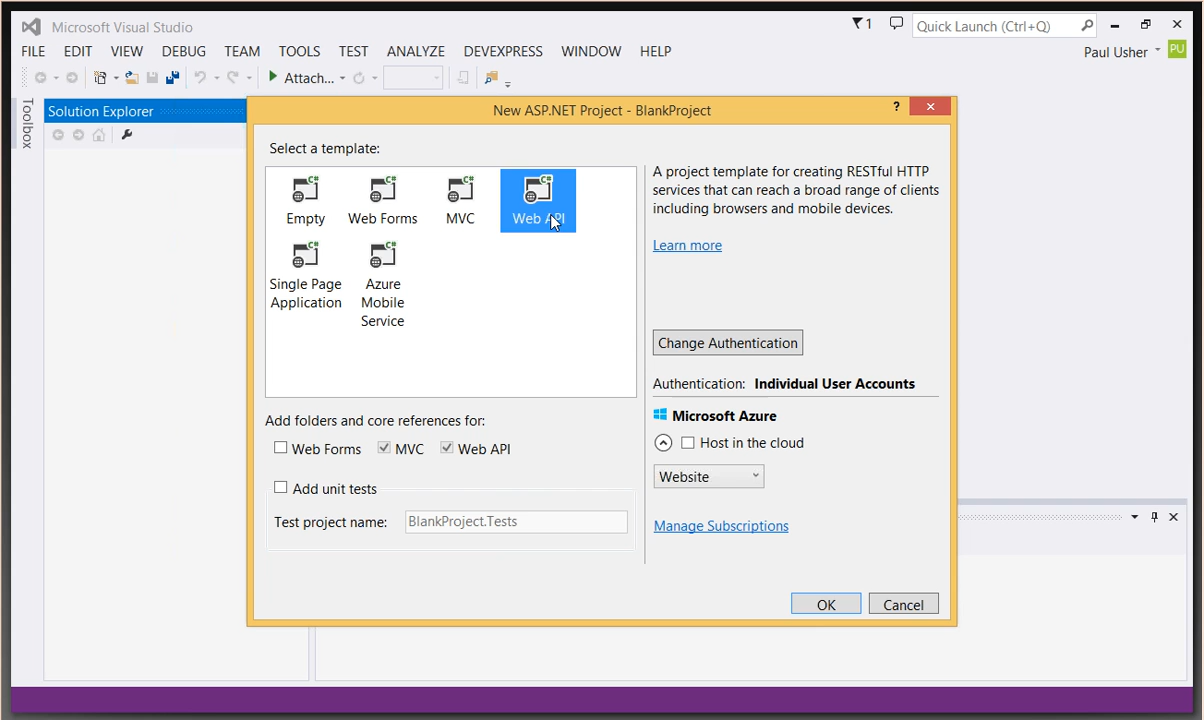 Microsoft Visual Studio
1
Quick Launch (Ctrl+Q)
FILE EDIT VIEW DEBUG TEAM TOOLS TEST ANALYZE DEVEXPRESS WINDOW HELP
Paul Usher PU
Attach...
Toolbox
Solution Explorer
New ASP.NET Project - BlankProject
?
Select a template:
C# C# C# C#
Empty Web Forms MVC Web API
C# C#
Single Page
Application
Azure
Mobile
Service
A project template for creating RESTful HTTP
services that can reach a broad range of clients
including browsers and mobile devices.
Learn more
Change Authentication
Authentication: Individual User Accounts
Microsoft Azure
Host in the cloud
Website
Manage Subscriptions
Add folders and core references for:
Web Forms MVC Web API
Add unit tests
Test project name: BlankProject.Tests
OK Cancel